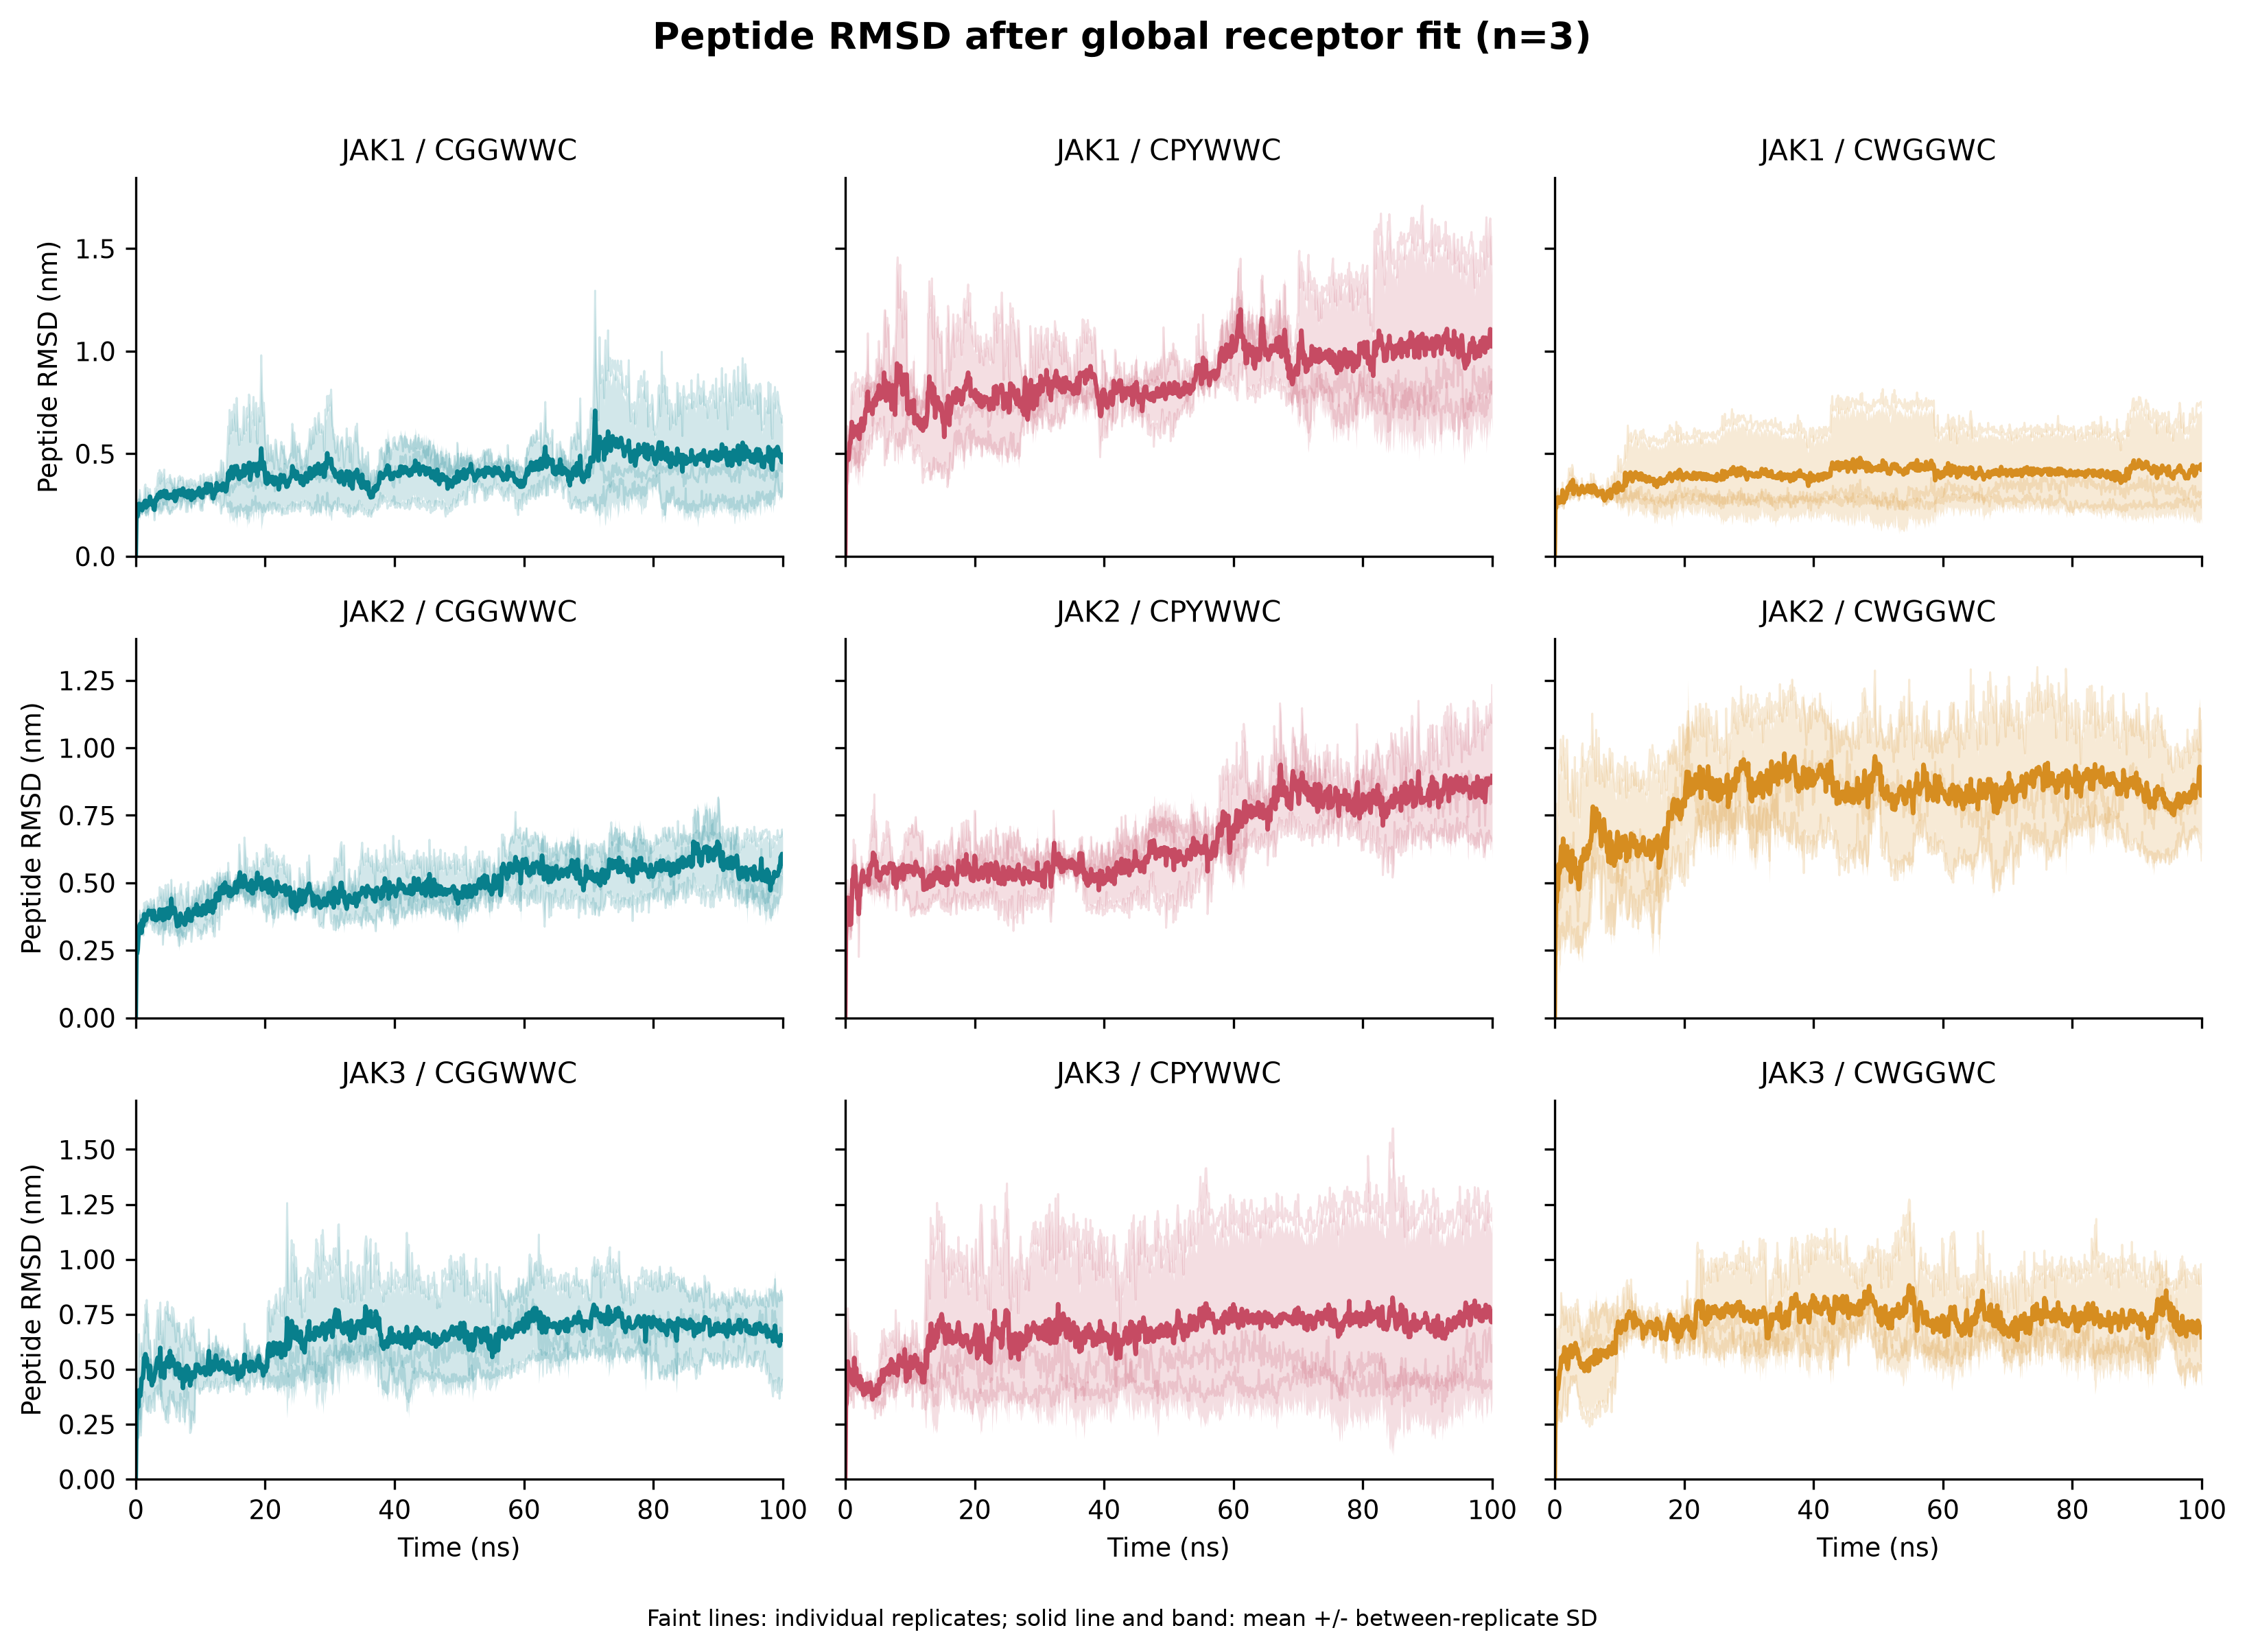 Peptide RMSD after global receptor fit (n=3)
JAK1 / CGGWWC
JAK1 / CPYWWC
JAK1 / CWGGWC
Peptide RMSD (nm)
1.5
1.0
0.5
0.0
JAK2 / CGGWWC
JAK2 / CPYWWC
JAK2 / CWGGWC
Peptide RMSD (nm)
1.25
1.00
0.75
0.50
0.25
0.00
JAK3 / CGGWWC
JAK3 / CPYWWC
JAK3 / CWGGWC
Peptide RMSD (nm)
1.50
1.25
1.00
0.75
0.50
0.25
0.00
0 20 40 60 80 100
0 20 40 60 80 100
0 20 40 60 80 100
Time (ns)
Time (ns)
Time (ns)
Faint lines: individual replicates; solid line and band: mean +/- between-replicate SD